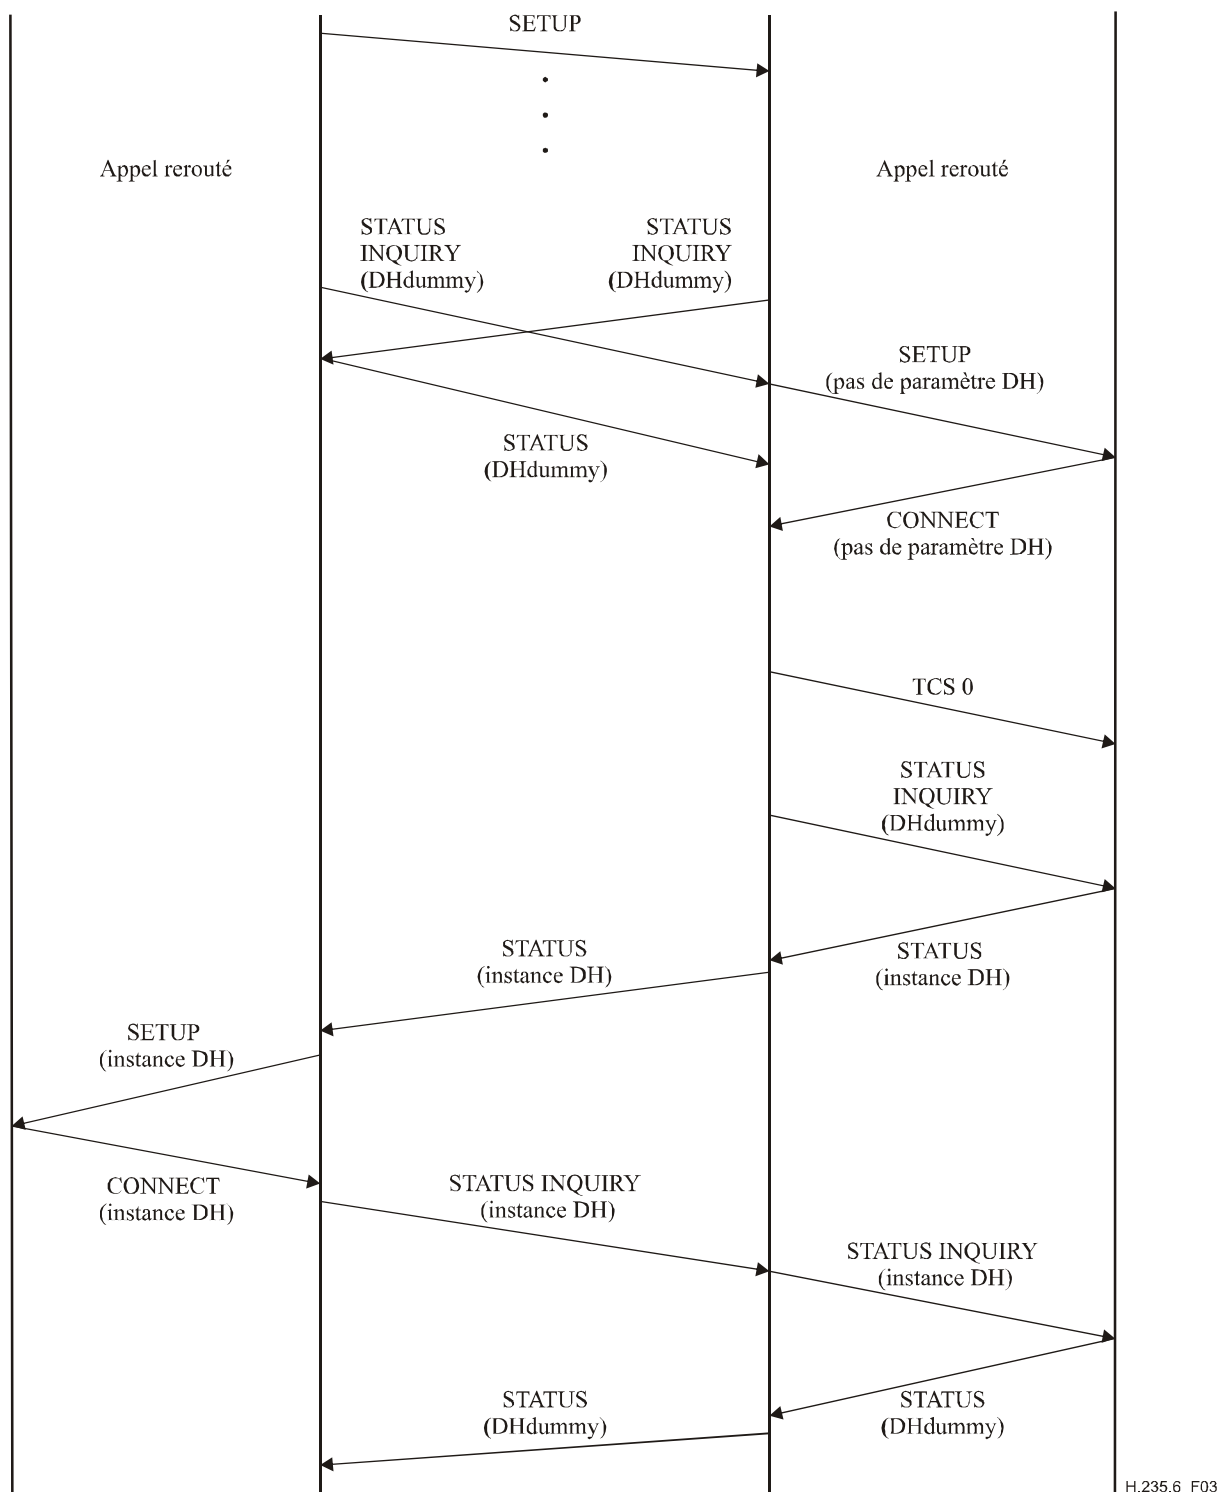 SETUP
Appel rerouté
Appel rerouté
STATUS
INQUIRY
(DHdummy)
STATUS
INQUIRY
(DHdummy)
SETUP
(pas de paramètre DH)
STATUS
(DHdummy)
CONNECT
(pas de paramètre DH)
TCS 0
STATUS
INQUIRY
(DHdummy)
STATUS
(instance DH)
STATUS
(instance DH)
SETUP
(instance DH)
CONNECT
(instance DH)
STATUS INQUIRY
(instance DH)
STATUS INQUIRY
(instance DH)
STATUS
(DHdummy)
STATUS
(DHdummy)
H.235.6_F03